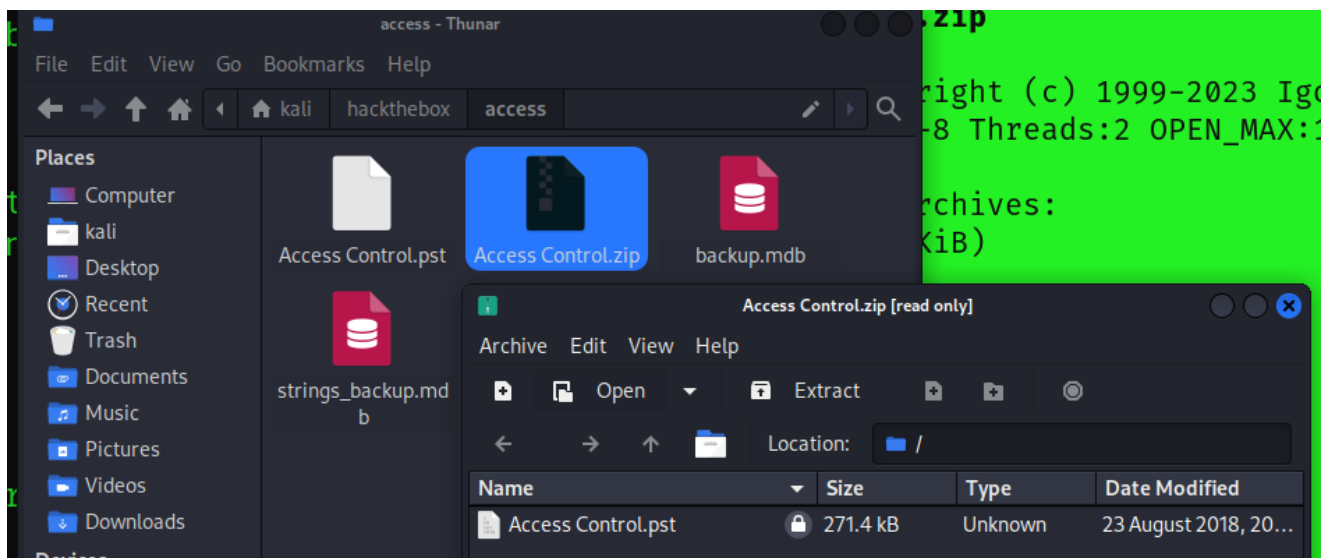 access - Thunar
.zip
File Edit View Go Bookmarks Help
right (c) 1999-2023 Igo
kali hackthebox access
-8 Threads:2 OPEN_MAX:1
Places
Computer
rchives:
kali
KiB)
Desktop
Access Control.pst Access Control.zip backup.mdb
Recent
Trash
Documents
Music
Pictures
Videos
Downloads
strings_backup.md
b
Access Control.zip [read only]
Archive Edit View Help
Open Extract
Location: /
Name Size Type Date Modified
Access Control.pst 271.4 kB Unknown 23 August 2018, 20...